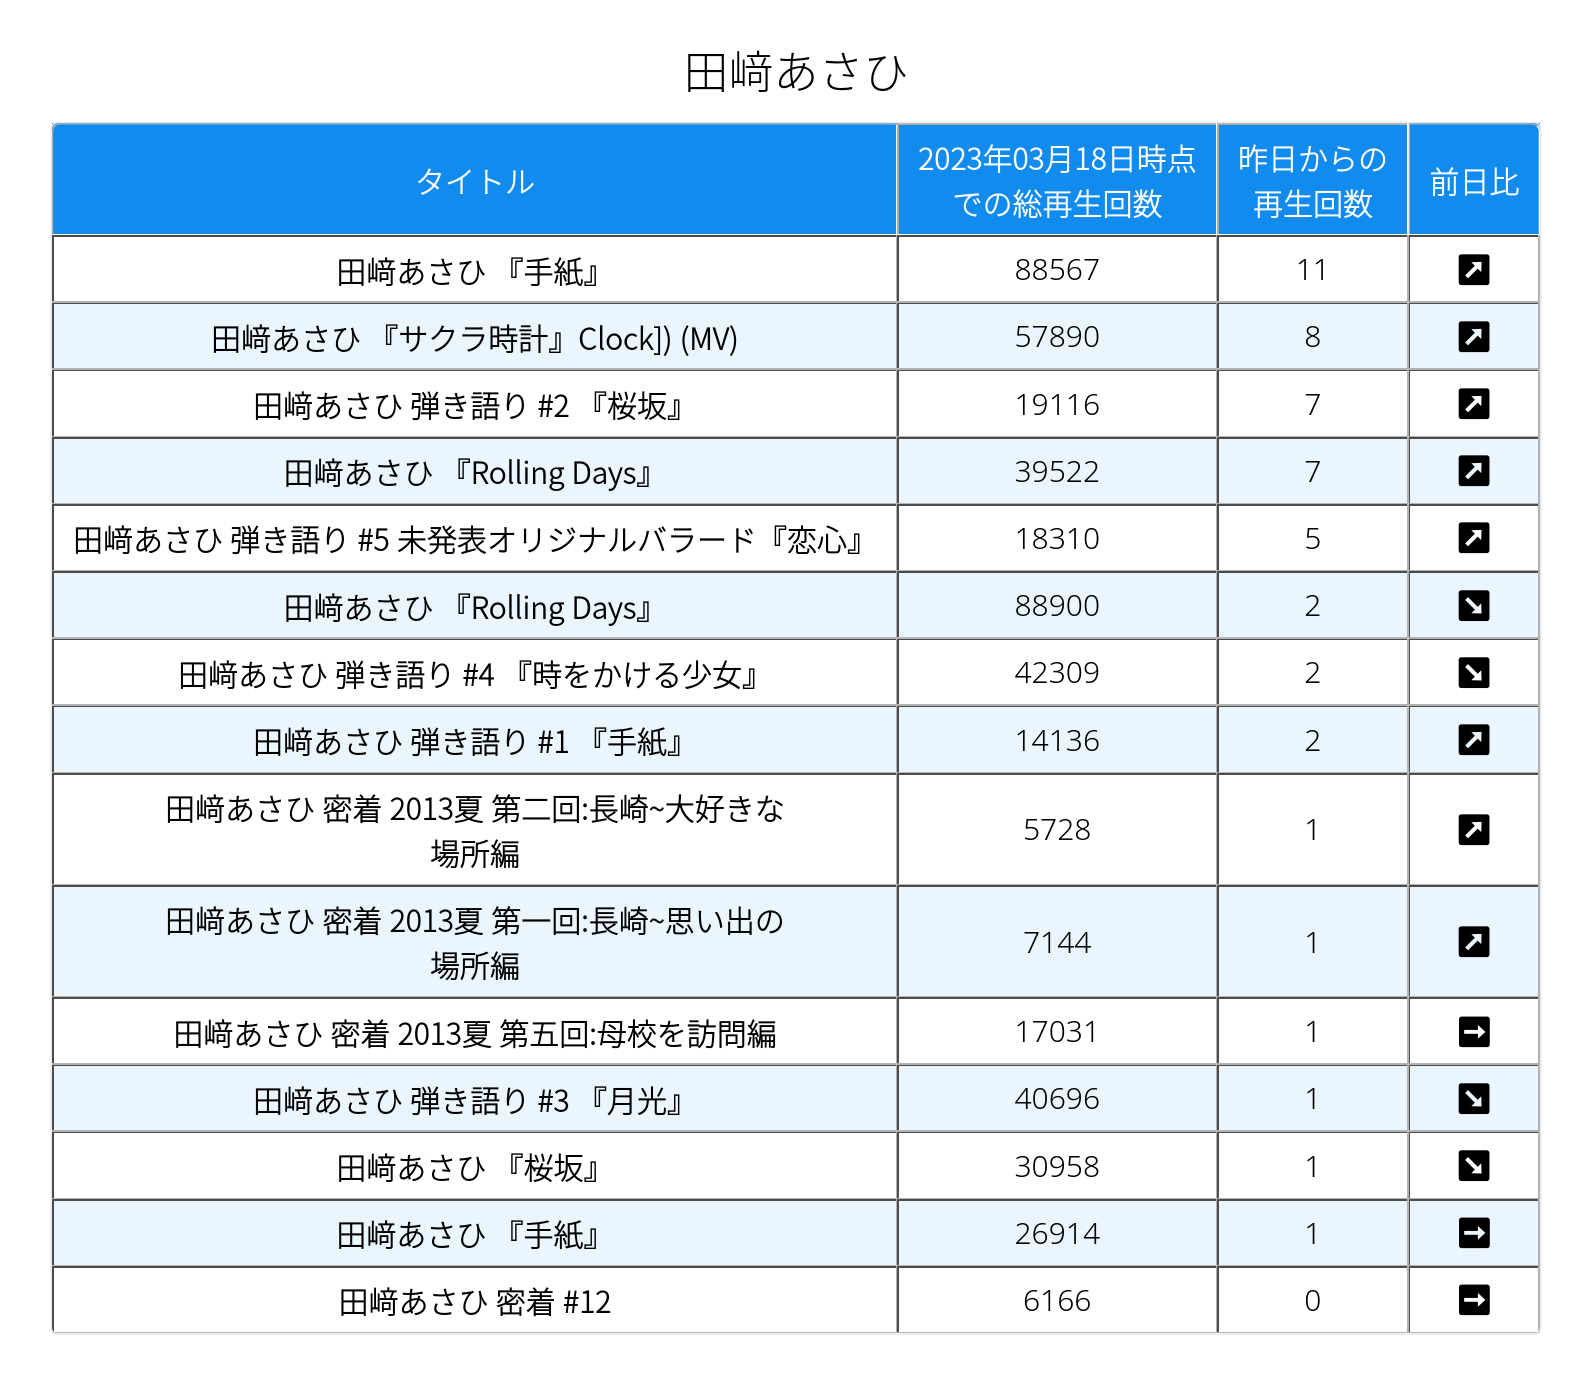 田﨑あさひ
タイトル
2023年03月18日時点
での総再生回数
昨日からの
再生回数
前日比
田﨑あさひ 『手紙』 88567 11
田﨑あさひ 『サクラ時計』Clock]) (MV) 57890 8
田﨑あさひ 弾き語り #2 『桜坂』 19116 7
田﨑あさひ 『Rolling Days』 39522 7
田﨑あさひ 弾き語り #5 未発表オリジナルバラード『恋心』 18310 5
田﨑あさひ 『Rolling Days』 88900 2
田﨑あさひ 弾き語り #4 『時をかける少女』 42309 2
田﨑あさひ 弾き語り #1 『手紙』 14136 2
田﨑あさひ 密着 2013夏 第二回:長崎~大好きな
場所編 5728 1
田﨑あさひ 密着 2013夏 第一回:長崎~思い出の
場所編 7144 1
田﨑あさひ 密着 2013夏 第五回:母校を訪問編 17031 1
田﨑あさひ 弾き語り #3 『月光』 40696 1
田﨑あさひ 『桜坂』 30958 1
田﨑あさひ 『手紙』 26914 1
田﨑あさひ 密着 #12 6166 0